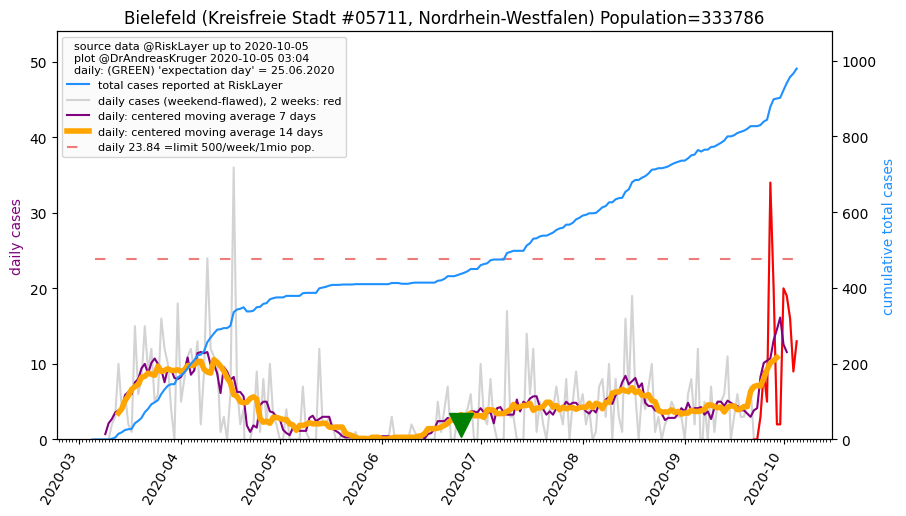 Bielefeld (Kreisfreie Stadt #05711, Nordrhein-Westfalen) Population=333786
source data @RiskLayer up to 2020-10-05
plot @DrAndreasKruger 2020-10-05 03:04
daily: (GREEN) 'expectation day' = 25.06.2020
total cases reported at RiskLayer
daily cases (weekend-flawed), 2 weeks: red
daily: centered moving average 7 days
daily: centered moving average 14 days
daily 23.84 =limit 500/week/1mio pop.
daily cases
50
40
30
20
10
0
cumulative total cases
1000
800
600
400
200
0
2020-03
2020-04
2020-05
2020-06
2020-07
2020-08
2020-09
2020-10